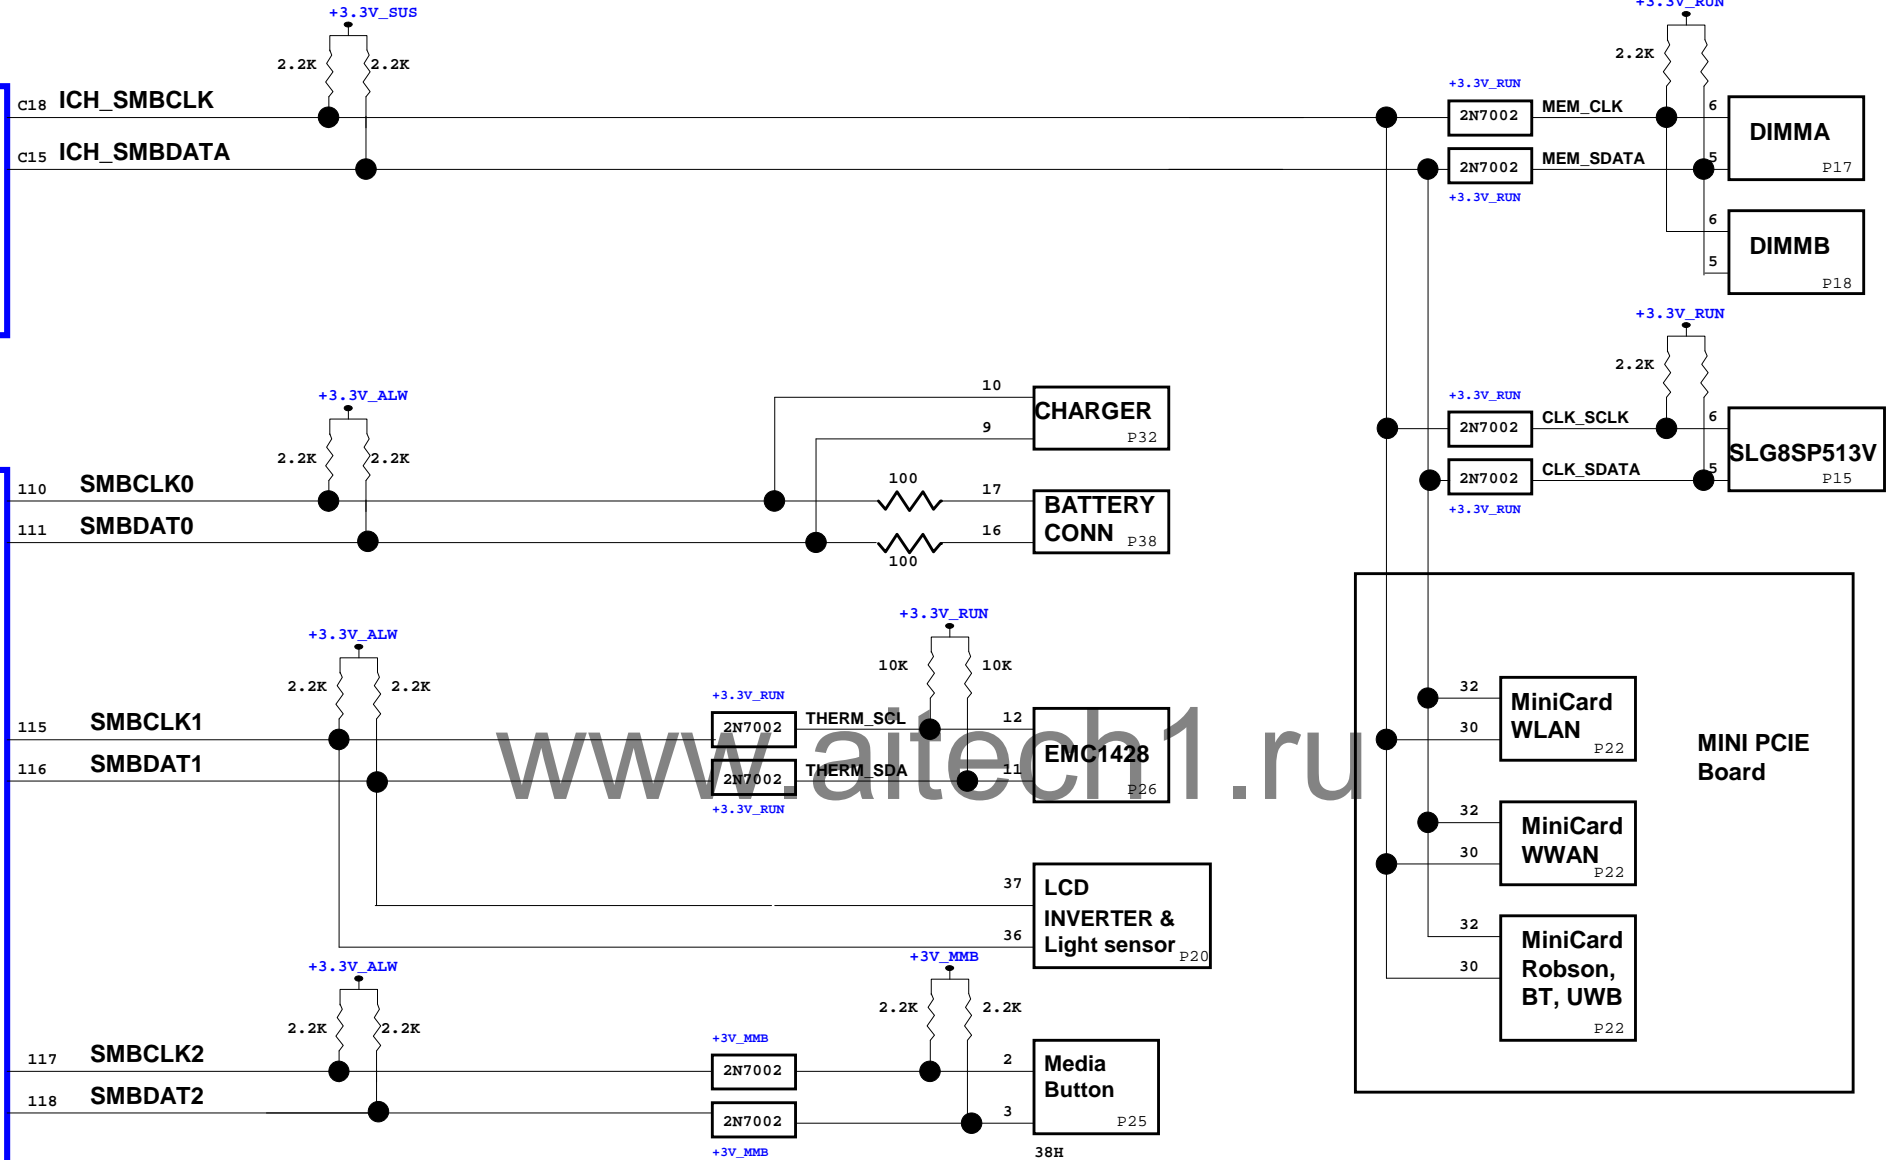 +3.3V_SUS
+3.3V_RUN
2.2K
2.2K
2.2K
C18 ICH_SMBCLK
+3.3V_RUN
2N7002
MEM_CLK
6
DIMMA
C15 ICH_SMBDATA
2N7002
MEM_SDATA
5
P17
+3.3V_RUN
6
DIMMB
5
P18
+3.3V_RUN
2.2K
+3.3V_ALW
10
CHARGER
9
P32
+3.3V_RUN
2N7002
CLK_SCLK
6
SLG8SP513V
2N7002
CLK_SDATA
5
P15
+3.3V_RUN
2.2K
2.2K
110
SMBCLK0
100
17
BATTERY
CONN
P38
111
SMBDAT0
100
16
+3.3V_RUN
+3.3V_ALW
10K
10K
2.2K
2.2K
+3.3V_RUN
115
SMBCLK1
2N7002
THERM_SCL
12
EMC1428
116
SMBDAT1
2N7002
THERM_SDA
11
P26
+3.3V_RUN
www.aitech1.ru
32
MiniCard
WLAN
30
P22
MINI PCIE
Board
32
MiniCard
WWAN
30
P22
37
LCD
INVERTER &
Light sensor
36
P20
32
MiniCard
Robson,
BT, UWB
30
P22
+3.3V_ALW
+3V_MMB
2.2K
2.2K
2.2K
2.2K
+3V_MMB
117
SMBCLK2
2N7002
2
Media
Button
118
SMBDAT2
2N7002
3
P25
+3V_MMB
38H